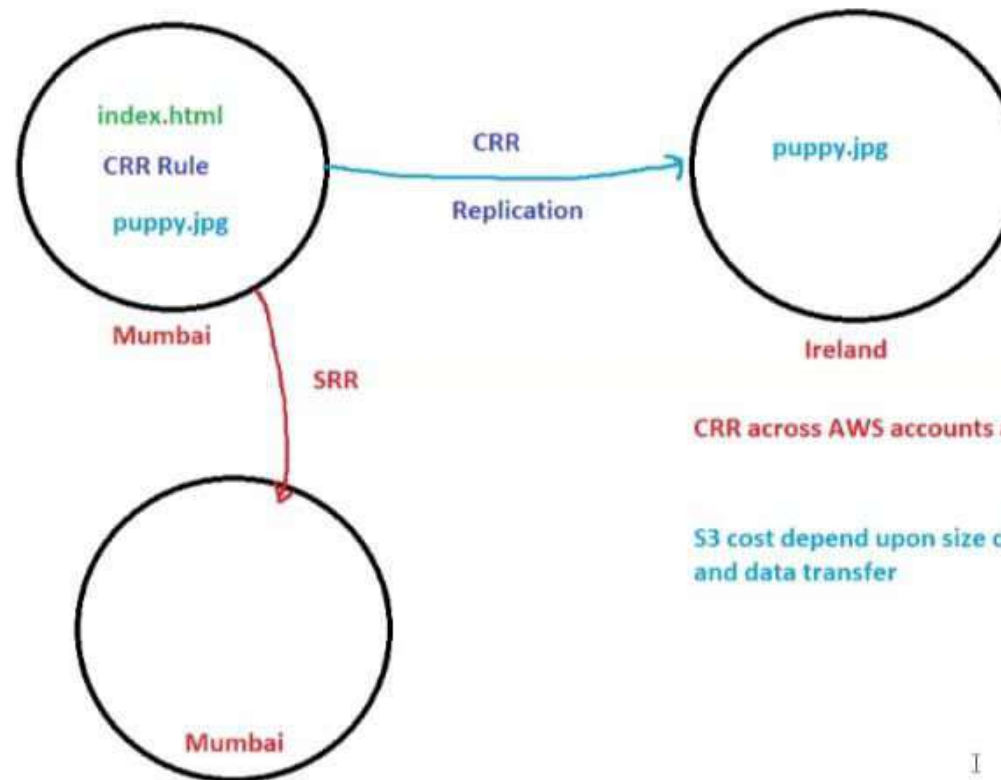 index.html
CRR Rule
puppy.jpg
Mumbai
CRR
Replication
puppy.jpg
Ireland
SRR
CRR across AWS accounts
S3 cost depend upon size
and data transfer
Mumbai